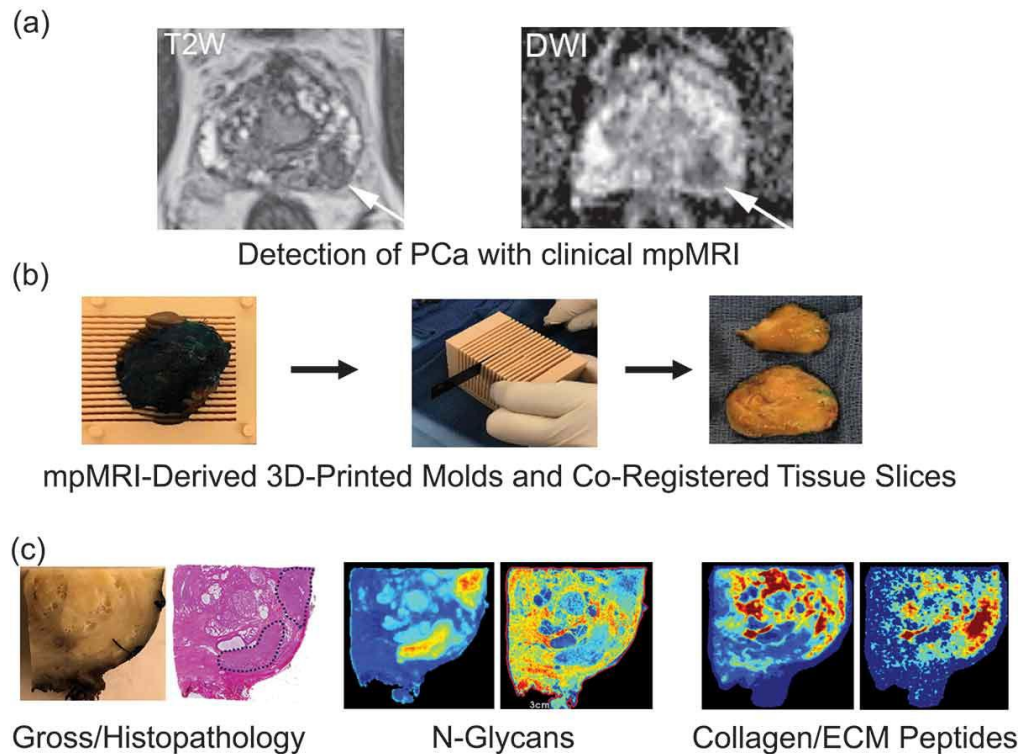 (a)
T2W
DWI
Detection of PCa with clinical mpMRI
(b)
mpMRI-Derived 3D-Printed Molds and Co-Registered Tissue Slices
(c)
3cm
Gross/Histopathology
N-Glycans
Collagen/ECM Peptides